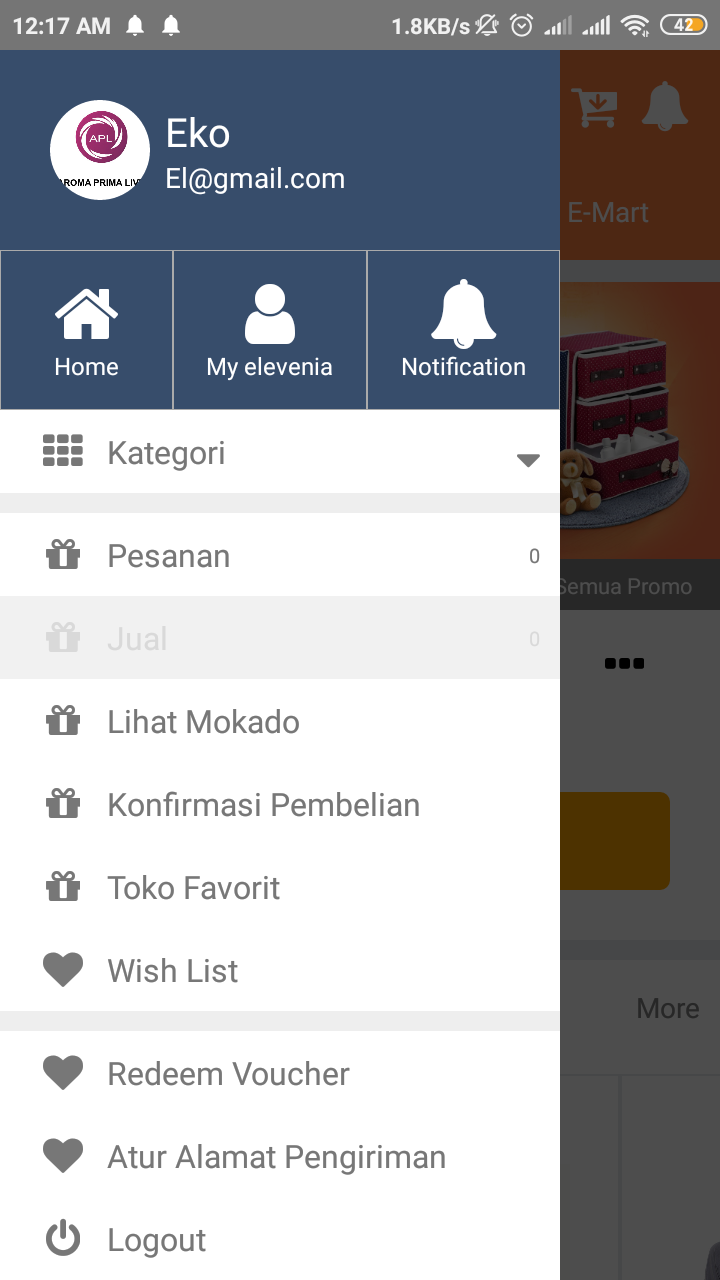 12:17 AM 1.8KB/s 42
APL
AROMA PRIMA LIV
Eko
El@gmail.com
E-Mart
Home
My elevenia
Notification
Kategori
Pesanan 0
Semua Promo
Jual 0
Lihat Mokado
Konfirmasi Pembelian
Toko Favorit
Wish List
More
Redeem Voucher
Atur Alamat Pengiriman
Logout